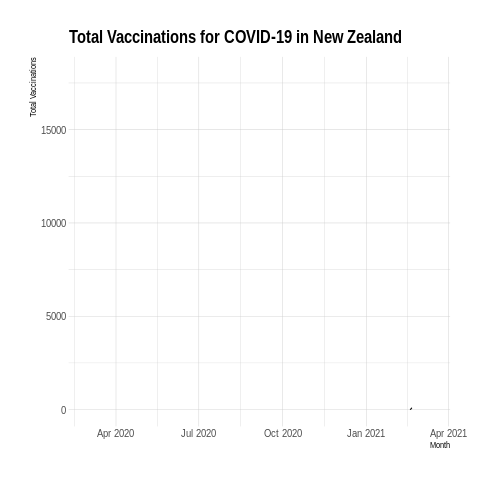 Total Vaccinations for COVID-19 in New Zealand
Total Vaccinations
15000
10000
5000
0
Apr 2020 Jul 2020 Oct 2020 Jan 2021 Apr 2021
Month